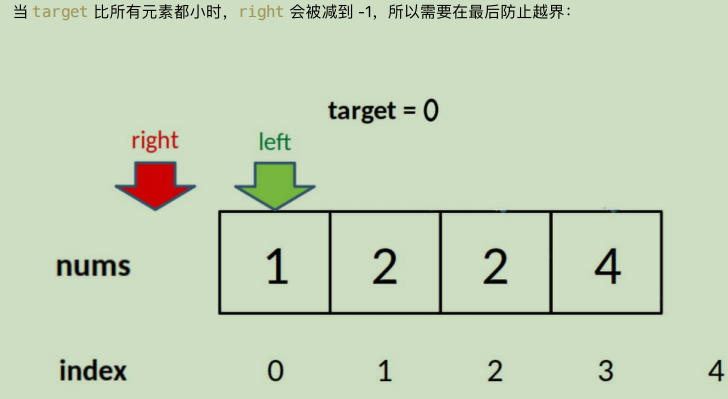 当 target 比所有元素都小时，right 会被减到 -1，所以需要在最后防止越界：
target = 0
right left
nums 1 2 2 4
index 0 1 2 3 4